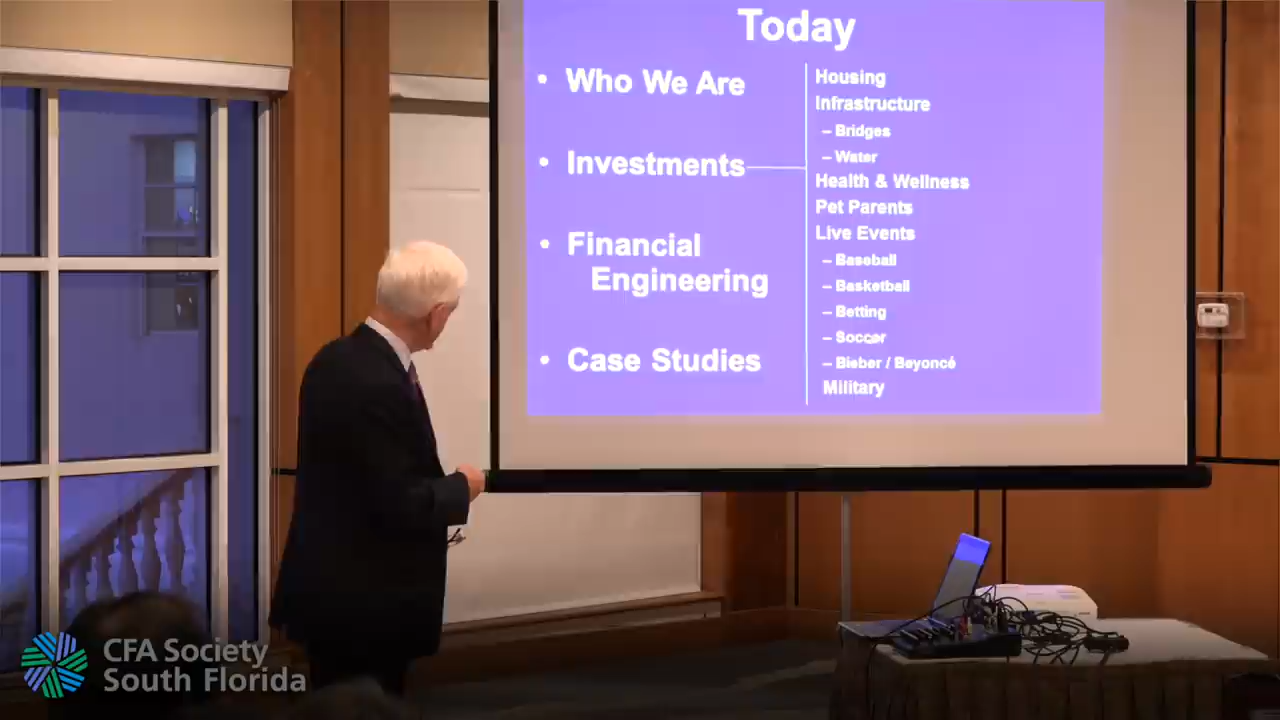 Today
• Who We Are
• Investments
• Financial
Engineering
• Case Studies
Housing
Infrastructure
– Bridges
– Water
Health & Wellness
Pet Parents
Live Events
– Baseball
– Basketball
– Betting
– Soccer
– Bieber / Beyoncé
Military
CFA Society
South Florida